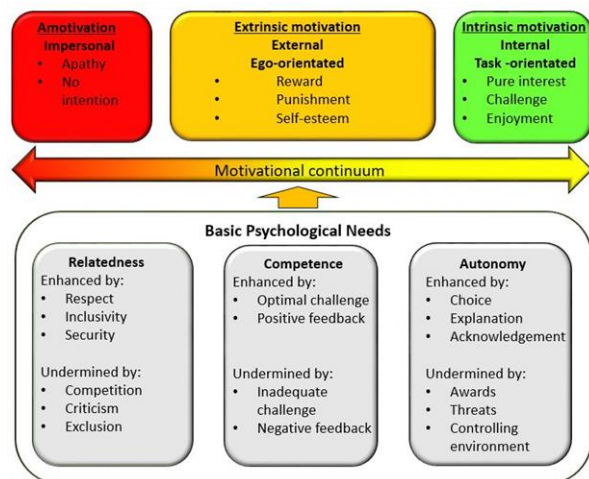 Amotivation
Impersonal
• Apathy
• No
intention
Extrinsic motivation
External
Ego-orientated
• Reward
• Punishment
• Self-esteem
Intrinsic motivation
Internal
Task -orientated
• Pure interest
• Challenge
• Enjoyment
Motivational continuum
Basic Psychological Needs
Relatedness
Enhanced by:
• Respect
• Inclusivity
• Security
Undermined by:
• Competition
• Criticism
• Exclusion
Competence
Enhanced by:
• Optimal challenge
• Positive feedback
Undermined by:
• Inadequate
challenge
• Negative feedback
Autonomy
Enhanced by:
• Choice
• Explanation
• Acknowledgement
Undermined by:
• Awards
• Threats
• Controlling
environment